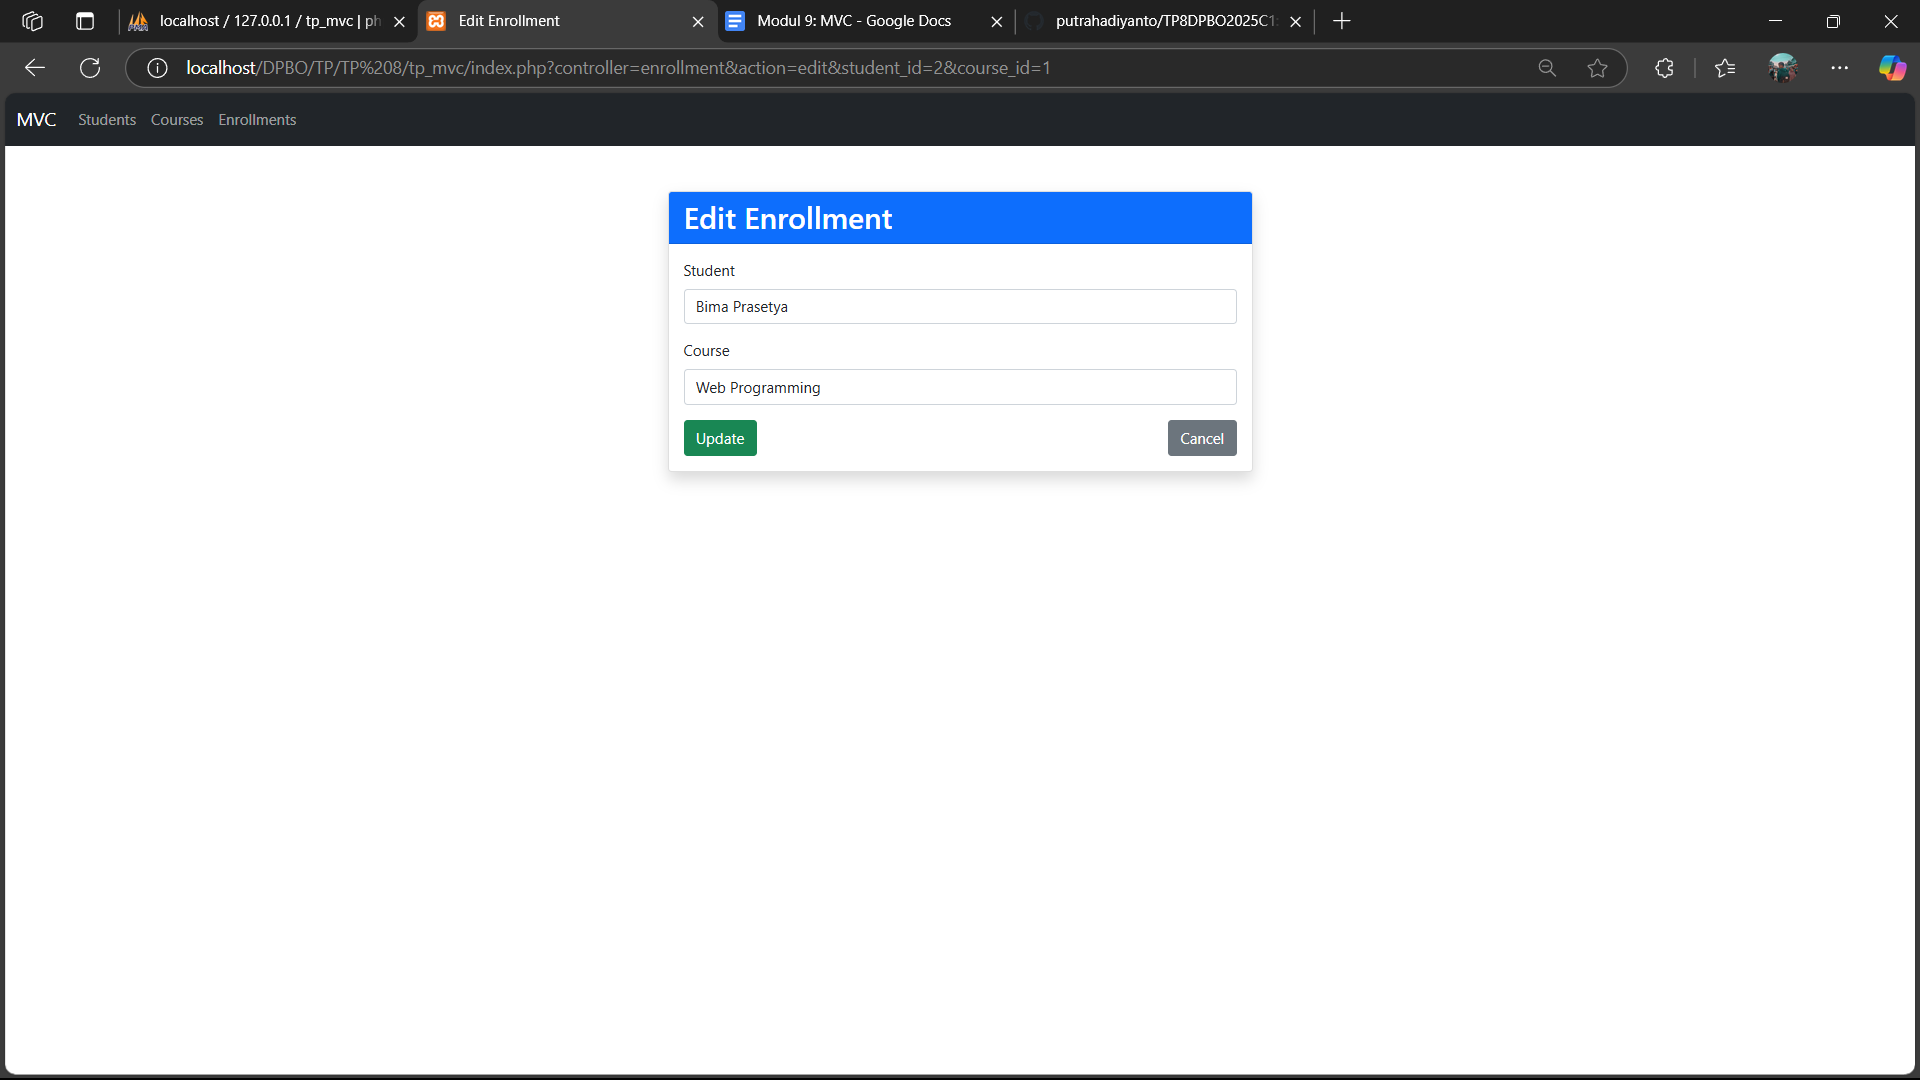 localhost / 127.0.0.1 / tp_mvc | ph
Edit Enrollment
Modul 9: MVC - Google Docs
putrahadiyanto/TP8DPBO2025C1:
localhost/DPBO/TP/TP%208/tp_mvc/index.php?controller=enrollment&action=edit&student_id=2&course_id=1
MVC Students Courses Enrollments
Edit Enrollment
Student
Bima Prasetya
Course
Web Programming
Update Cancel